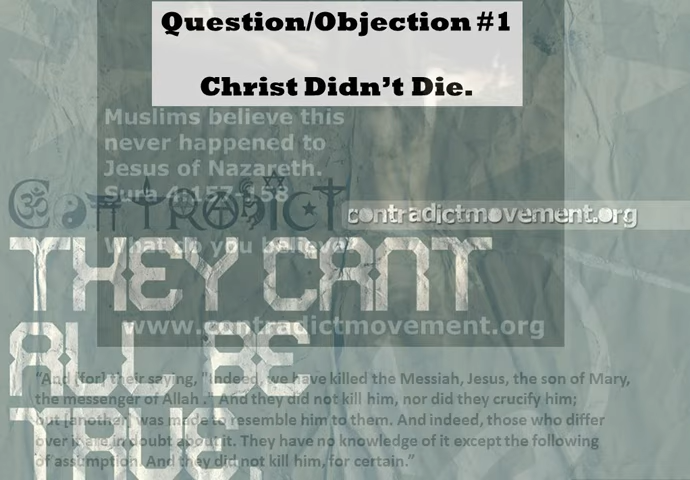 Question/Objection #1
Christ Didn't Die.
Muslims believe this
never happened to
Jesus of Nazareth.
Sura 4:157-158
CONTRADICT
contradictmovement.org
What do you believe?
THEY CANT
ALL BE
TRUE.
www.contradictmovement.org
"And [for] their saying, "Indeed, we have killed the Messiah, Jesus, the son of Mary,
the messenger of Allah ." And they did not kill him, nor did they crucify him;
but [another] was made to resemble him to them. And indeed, those who differ
over it are in doubt about it. They have no knowledge of it except the following
of assumption. And they did not kill him, for certain."